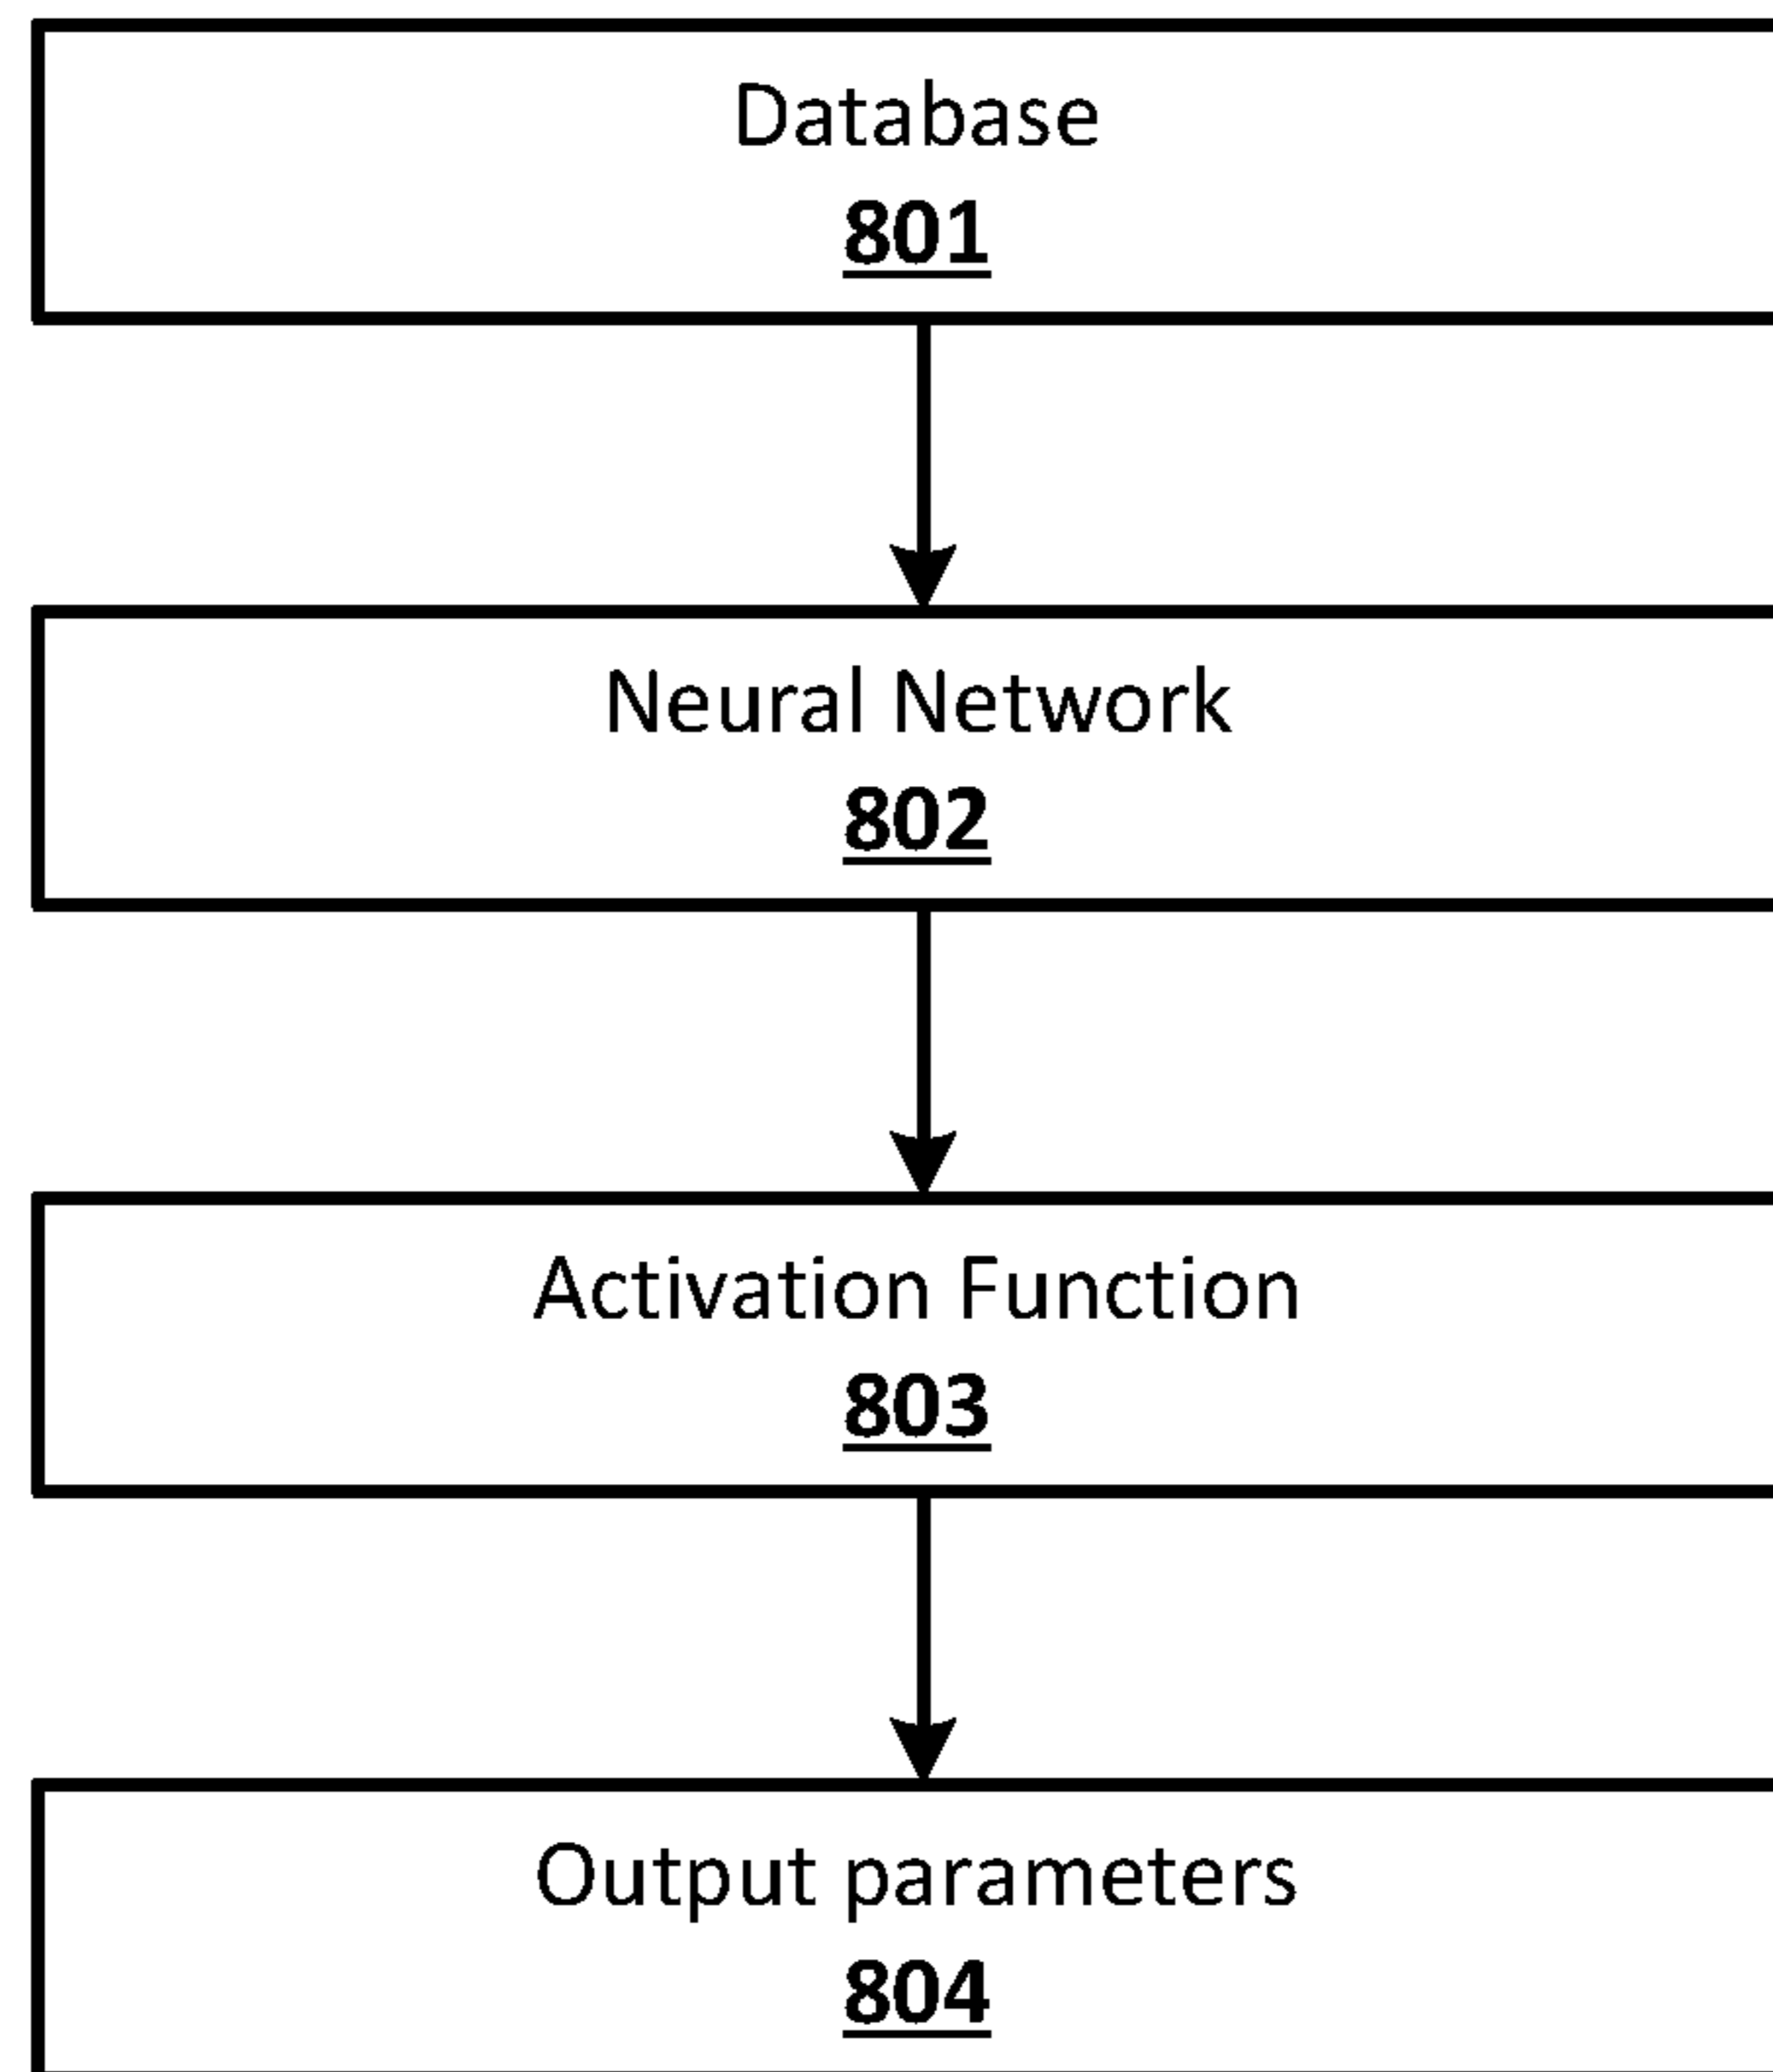 Database
801
Neural Network
802
Activation Function
803
Output parameters
804